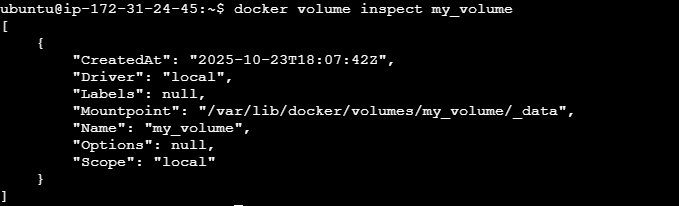 ubuntu@ip-172-31-24-45:~$ docker volume inspect my_volume
[
    {
        "CreatedAt": "2025-10-23T18:07:42Z",
        "Driver": "local",
        "Labels": null,
        "Mountpoint": "/var/lib/docker/volumes/my_volume/_data",
        "Name": "my_volume",
        "Options": null,
        "Scope": "local"
    }
]